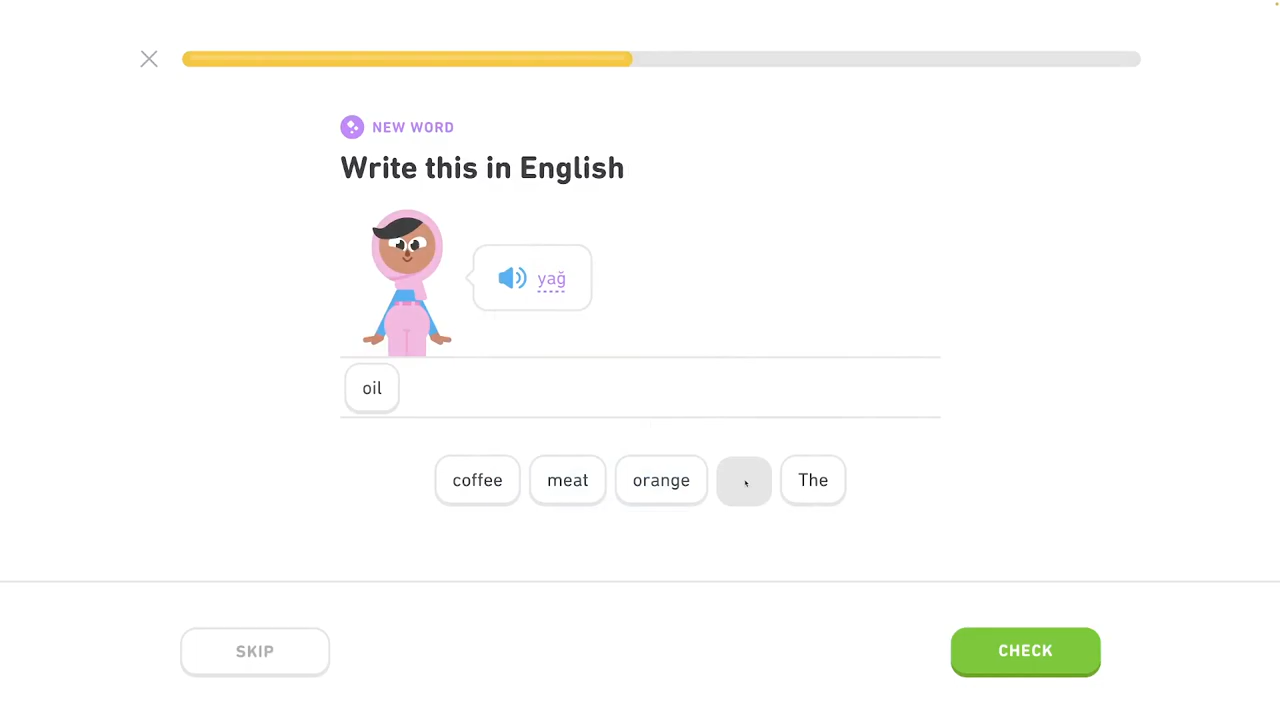 NEW WORD
Write this in English
yağ
oil
coffee meat orange The
SKIP CHECK